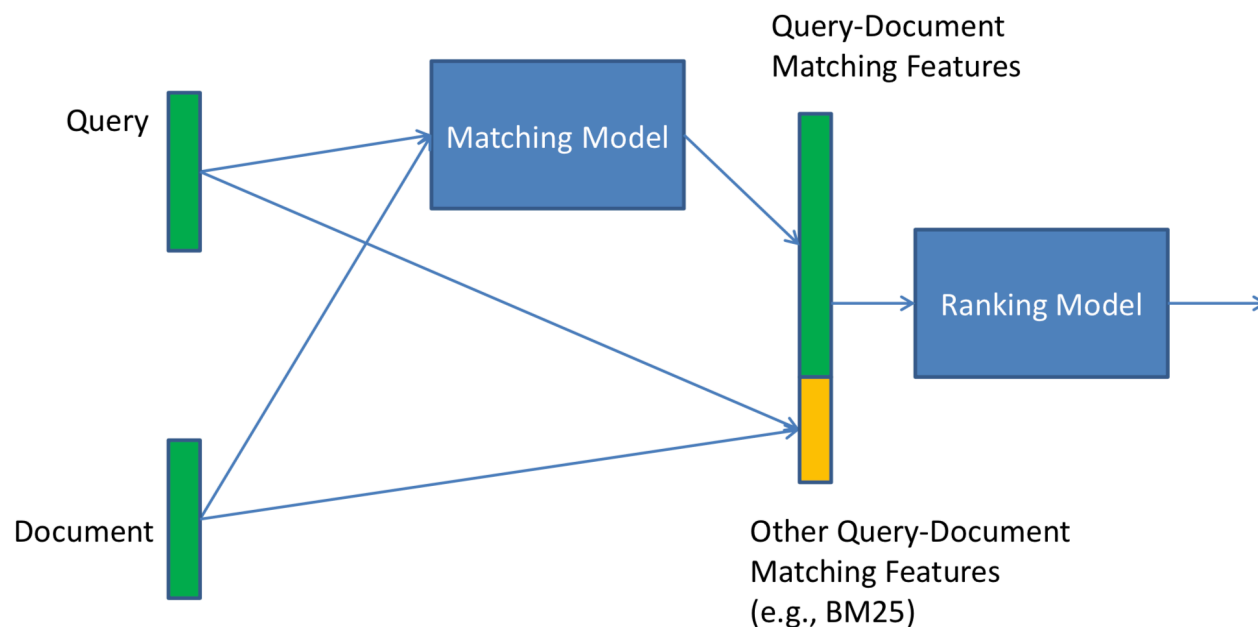 Query-Document
Matching Features
Query
Matching Model
Ranking Model
Document
Other Query-Document
Matching Features
(e.g., BM25)